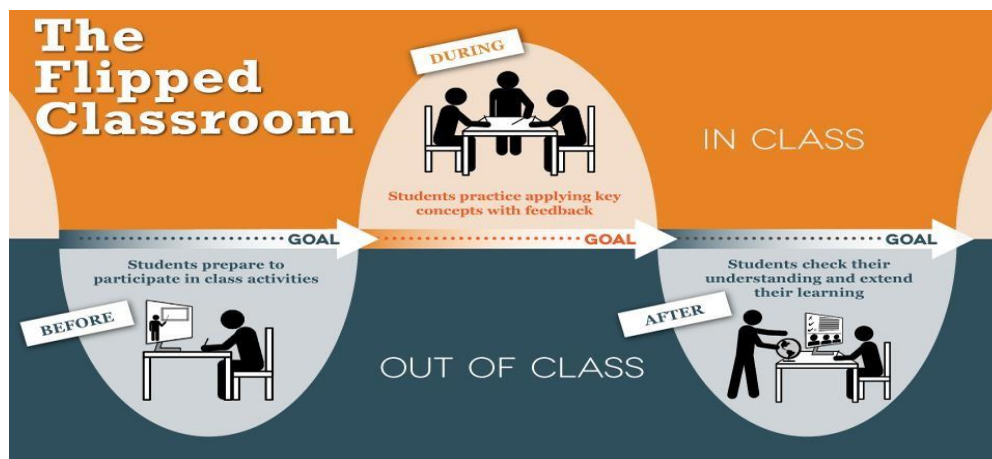 The
Flipped
Classroom
DURING
IN CLASS
Students practice applying key
concepts with feedback
GOAL
GOAL
GOAL
Students prepare to
participate in class activities
BEFORE
OUT OF CLASS
Students check their
understanding and extend
their learning
AFTER